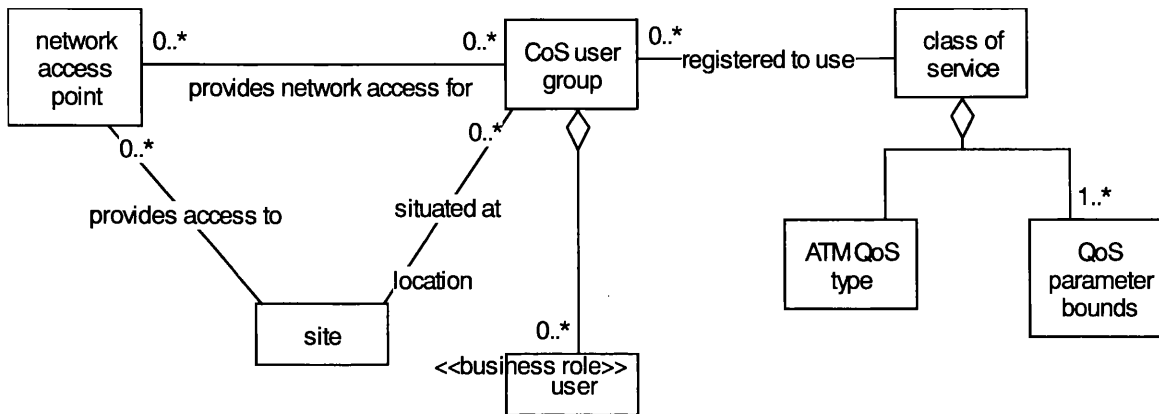 network
access
point
0..*
0..*
provides network access for
CoS user
group
0..*
registered to use
class of
service
0..*
0..*
provides access to
situated at
location
site
1..*
ATM QoS
type
QoS
parameter
bounds
0..*
<<business role>>
user